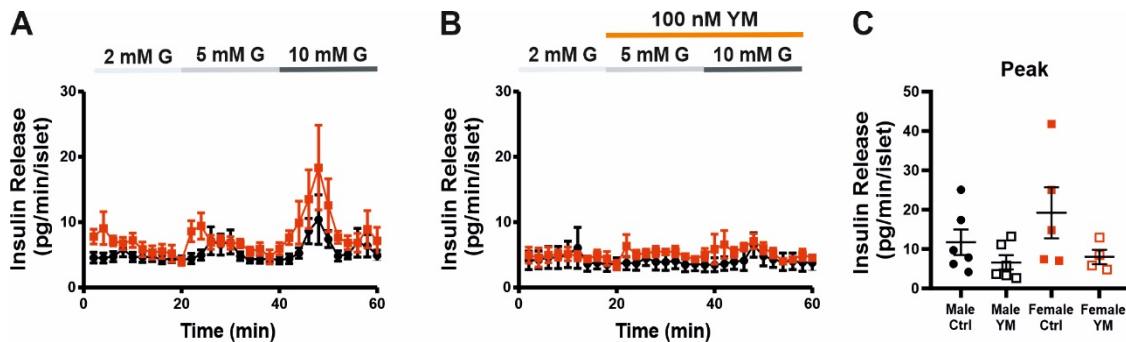 A
2 mM G 5 mM G 10 mM G
Insulin Release
(pg/min/islet)
30
20
10
0
0 20 40 60
Time (min)
B
100 nM YM
2 mM G 5 mM G 10 mM G
Insulin Release
(pg/min/islet)
30
20
10
0
0 20 40 60
Time (min)
C
Peak
Insulin Release
(pg/min/islet)
50
40
30
20
10
0
Male Male Female Female
Ctrl YM Ctrl YM